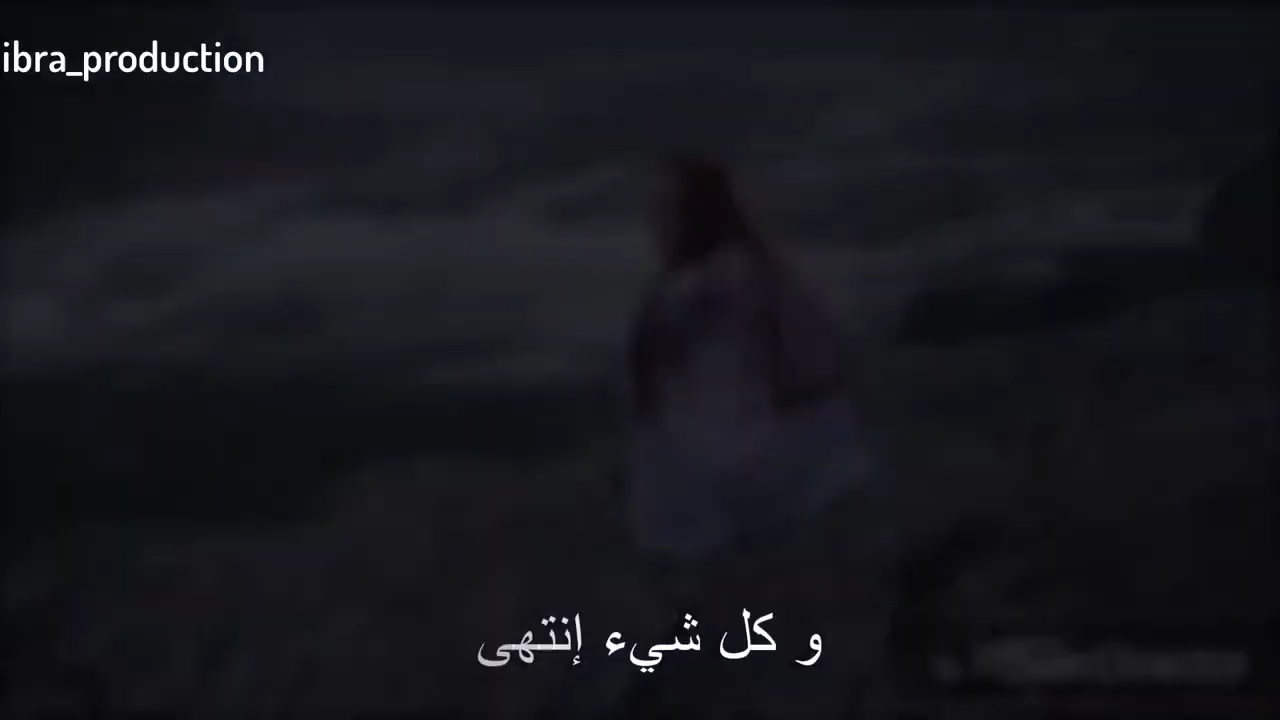 ibra_production
و كل شيء إنتهى